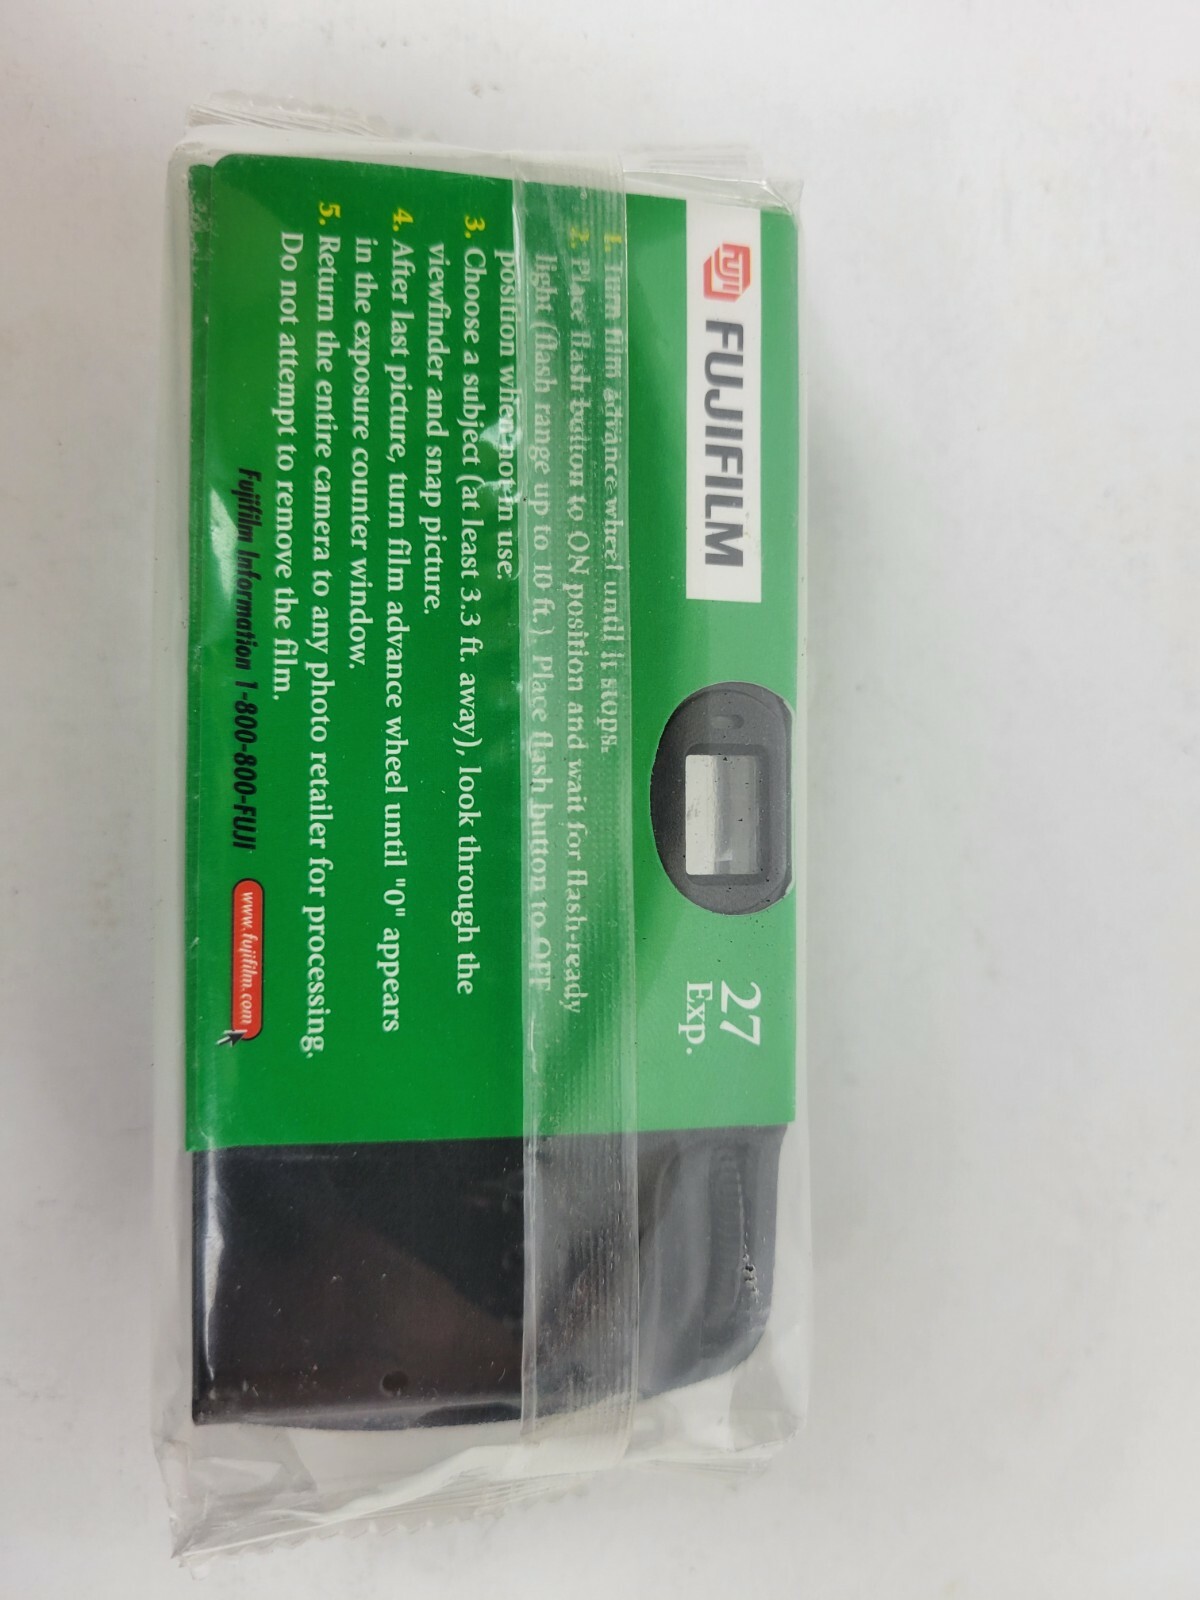 FUJI FUJIFILM
27
Exp.
1. Turn film advance wheel until it stops.
2. Place flash button to ON position and wait for flash-ready
light (flash range up to 10 ft.). Place flash button to OFF
position when not in use.
3. Choose a subject (at least 3.3 ft. away), look through the
viewfinder and snap picture.
4. After last picture, turn film advance wheel until "0" appears
in the exposure counter window.
5. Return the entire camera to any photo retailer for processing.
Do not attempt to remove the film.
Fujifilm Information 1-800-800-FUJI
www.fujifilm.com